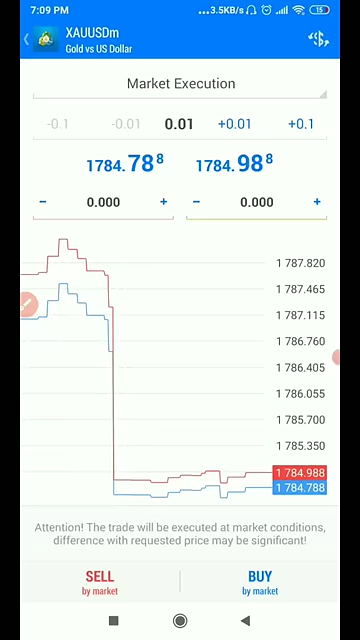 7:09 PM ...3.5KB/s 15
XAUUSDm
Gold vs US Dollar
Market Execution
-0.1 -0.01 0.01 +0.01 +0.1
1784.78⁸ 1784.98⁸
− 0.000 + − 0.000 +
1 787.820
1 787.465
1 787.115
1 786.760
1 786.405
1 786.055
1 785.700
1 785.350
1 784.988
1 784.788
Attention! The trade will be executed at market conditions,
difference with requested price may be significant!
SELL BUY
by market by market